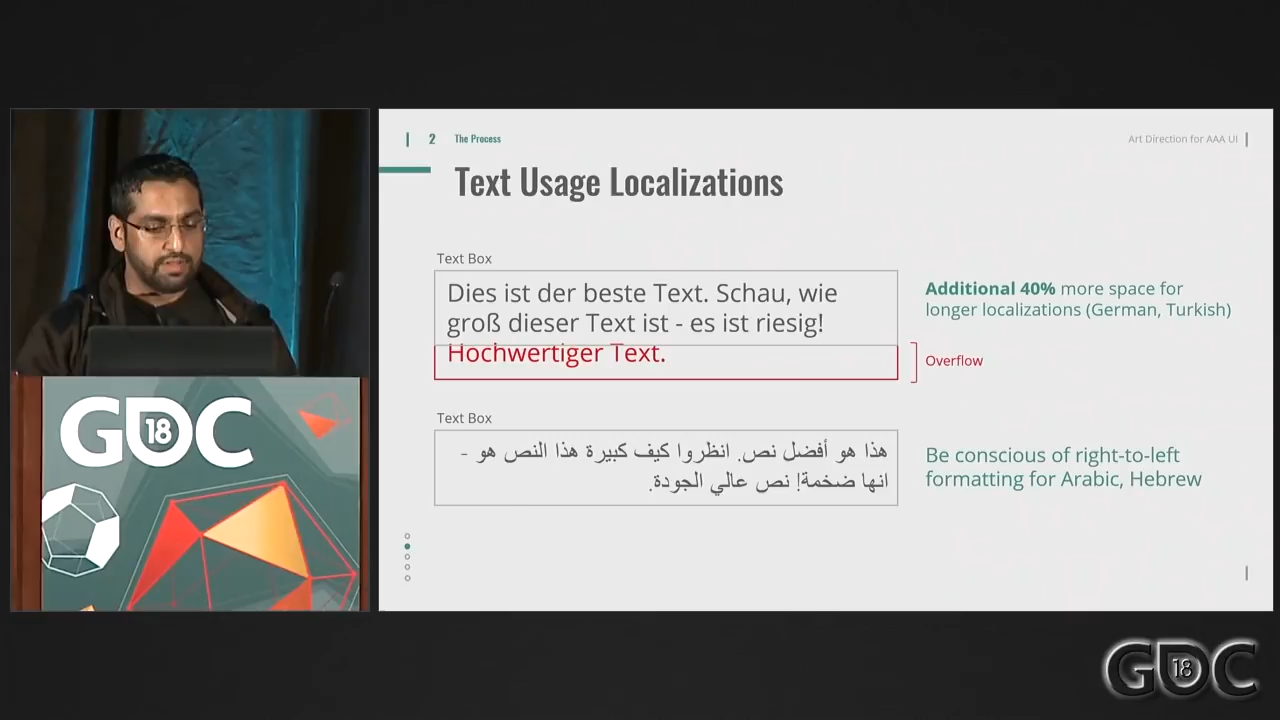 2 The Process
Art Direction for AAA UI
Text Usage Localizations
Text Box
Dies ist der beste Text. Schau, wie
groß dieser Text ist - es ist riesig!
Hochwertiger Text.
Additional 40% more space for
longer localizations (German, Turkish)
Overflow
Text Box
هذا هو أفضل نص. انظروا كيف كبيرة هذا النص هو -
انها ضخمة! نص عالي الجودة.
Be conscious of right-to-left
formatting for Arabic, Hebrew
GDC
18
GDC
18